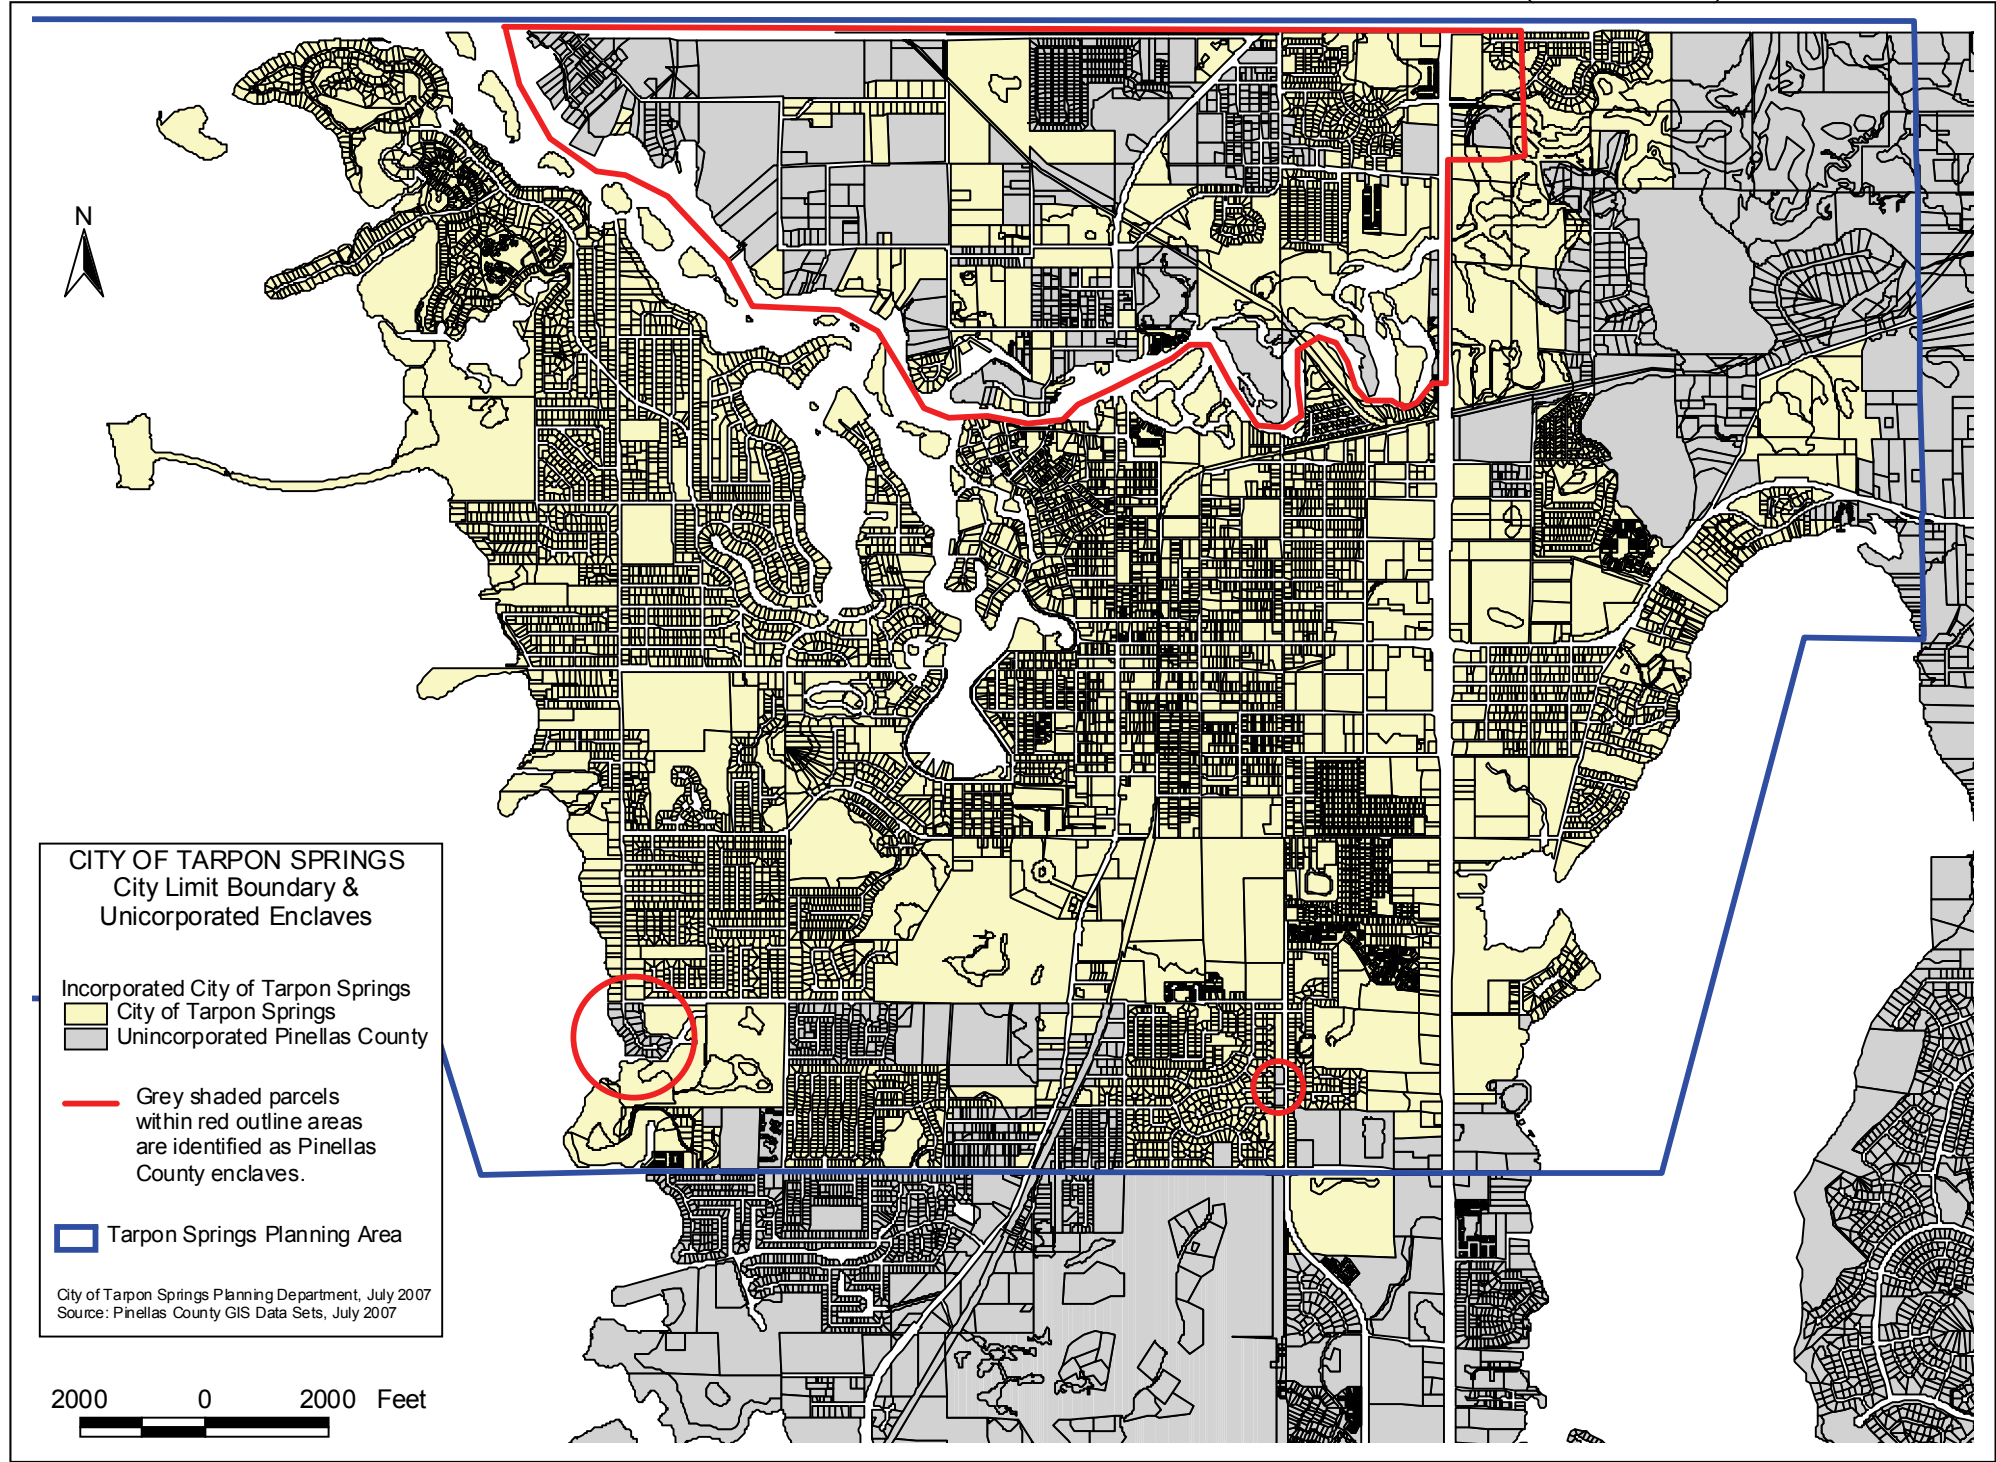 N
CITY OF TARPON SPRINGS
City Limit Boundary &
Unicorporated Enclaves
Incorporated City of Tarpon Springs
City of Tarpon Springs
Unincorporated Pinellas County
Grey shaded parcels
within red outline areas
are identified as Pinellas
County enclaves.
Tarpon Springs Planning Area
City of Tarpon Springs Planning Department, July 2007
Source: Pinellas County GIS Data Sets, July 2007
2000 0 2000 Feet